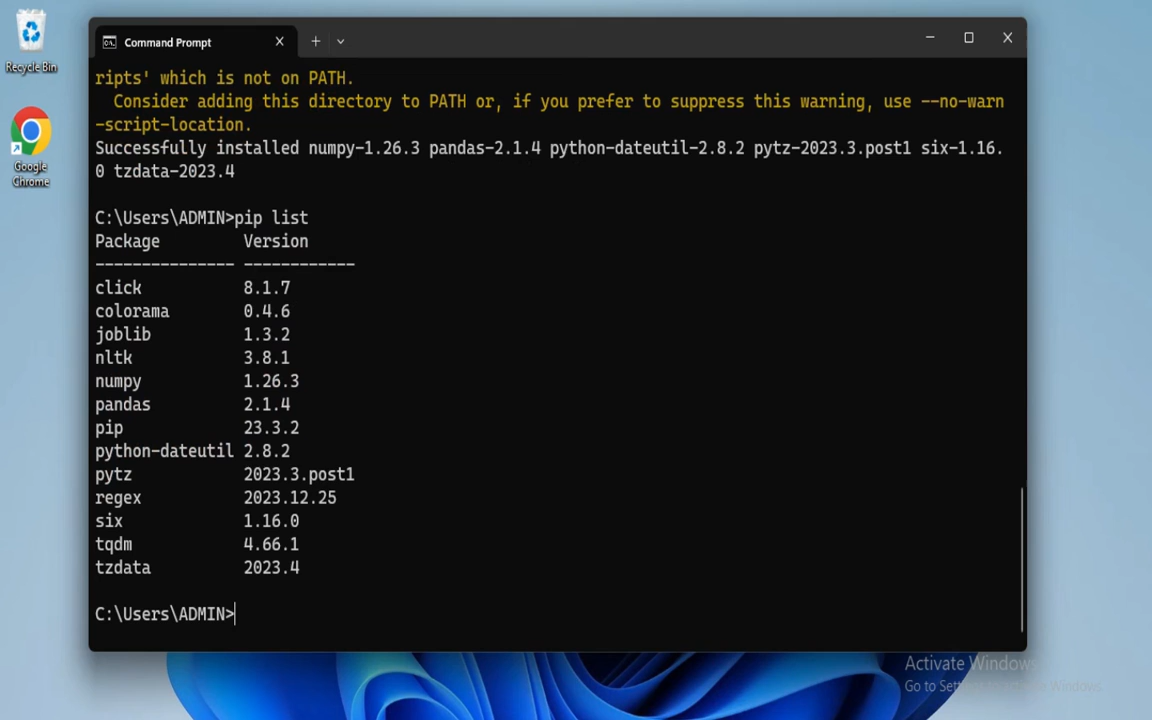 Recycle Bin
Google
Chrome
Command Prompt
ripts' which is not on PATH.
Consider adding this directory to PATH or, if you prefer to suppress this warning, use --no-warn
-script-location.
Successfully installed numpy-1.26.3 pandas-2.1.4 python-dateutil-2.8.2 pytz-2023.3.post1 six-1.16.
0 tzdata-2023.4
C:\Users\ADMIN>pip list
Package Version
--------------- ------------
click 8.1.7
colorama 0.4.6
joblib 1.3.2
nltk 3.8.1
numpy 1.26.3
pandas 2.1.4
pip 23.3.2
python-dateutil 2.8.2
pytz 2023.3.post1
regex 2023.12.25
six 1.16.0
tqdm 4.66.1
tzdata 2023.4
C:\Users\ADMIN>
Activate Windows
Go to Windows.